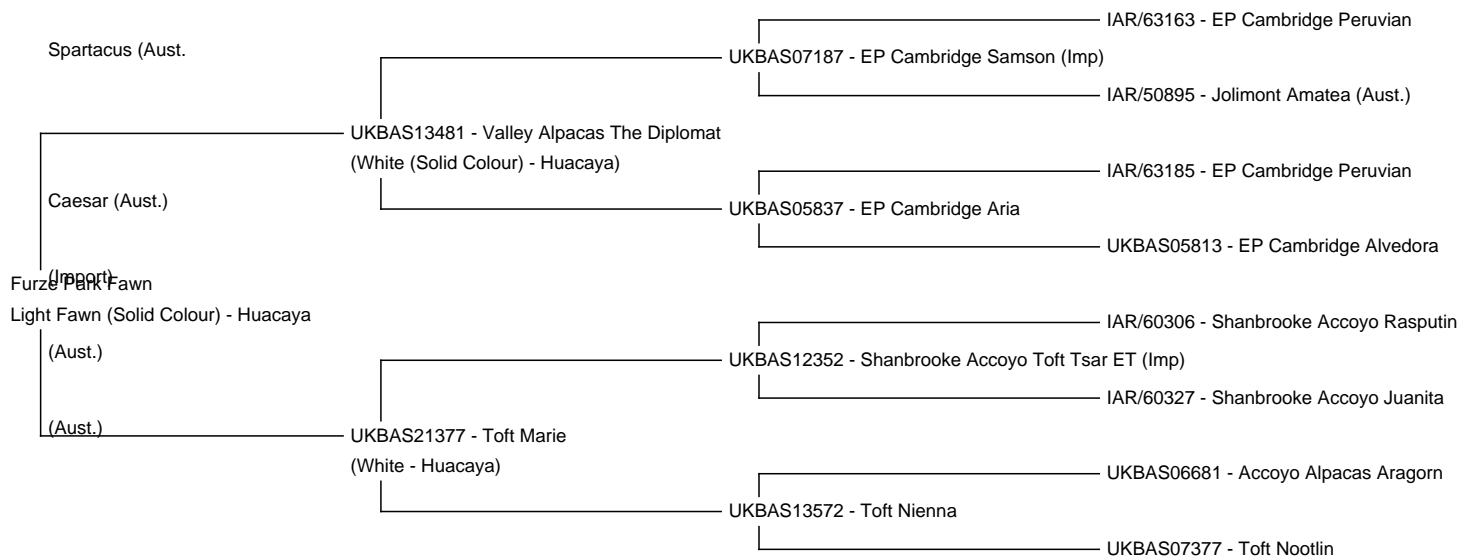 IAR/63163 - EP Cambridge Peruvian
Spartacus (Aust.
UKBAS07187 - EP Cambridge Samson (Imp)
IAR/50895 - Jolimont Amatea (Aust.)
UKBAS13481 - Valley Alpacas The Diplomat
(White (Solid Colour) - Huacaya)
IAR/63185 - EP Cambridge Peruvian
Caesar (Aust.)
UKBAS05837 - EP Cambridge Aria
UKBAS05813 - EP Cambridge Alvedora
(Import)
Furze Park Fawn
Light Fawn (Solid Colour) - Huacaya
IAR/60306 - Shanbrooke Accoyo Rasputin
(Aust.)
UKBAS12352 - Shanbrooke Accoyo Toft Tsar ET (Imp)
IAR/60327 - Shanbrooke Accoyo Juanita
(Aust.)
UKBAS21377 - Toft Marie
(White - Huacaya)
UKBAS06681 - Accoyo Alpacas Aragorn
UKBAS13572 - Toft Nienna
UKBAS07377 - Toft Nootlin